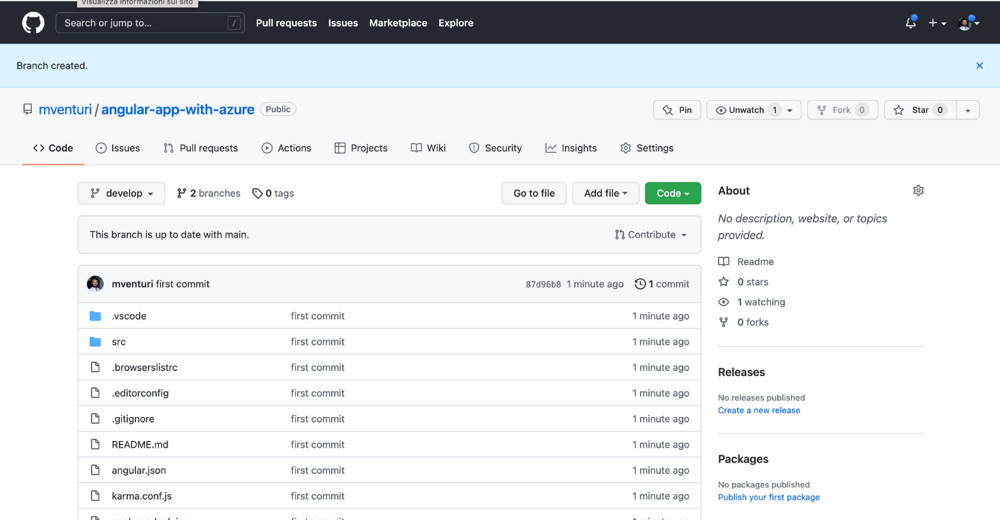 Visualizza informazioni sul sito
Search or jump to... /
Pull requests Issues Marketplace Explore
Branch created.
mventuri / angular-app-with-azure Public
Pin Unwatch 1 Fork 0 Star 0
Code Issues Pull requests Actions Projects Wiki Security Insights Settings
develop 2 branches 0 tags Go to file Add file Code
This branch is up to date with main. Contribute
mventuri first commit 87d96b8 1 minute ago 1 commit
.vscode first commit 1 minute ago
src first commit 1 minute ago
.browserslistrc first commit 1 minute ago
.editorconfig first commit 1 minute ago
.gitignore first commit 1 minute ago
README.md first commit 1 minute ago
angular.json first commit 1 minute ago
karma.conf.js first commit 1 minute ago
About
No description, website, or topics
provided.
Readme
0 stars
1 watching
0 forks
Releases
No releases published
Create a new release
Packages
No packages published
Publish your first package